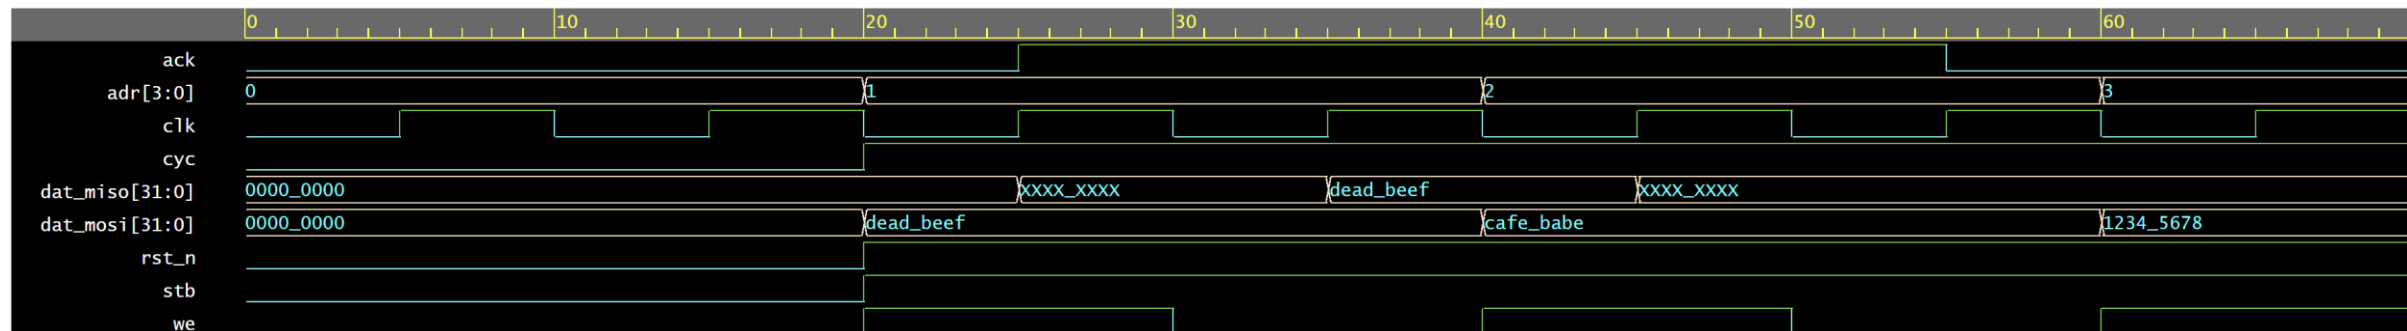 0 10 20 30 40 50 60
ack
adr[3:0] 0 1 2 3
clk
cyc
dat_miso[31:0] 0000_0000 XXXX_XXXX dead_beef XXXX_XXXX
dat_mosi[31:0] 0000_0000 dead_beef cafe_babe 1234_5678
rst_n
stb
we